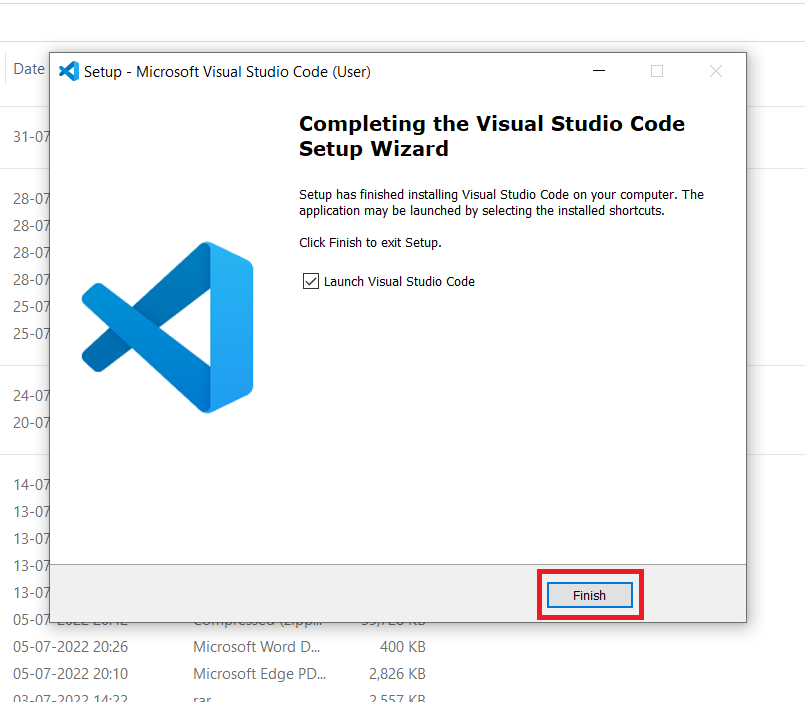 Date
Setup - Microsoft Visual Studio Code (User)
Completing the Visual Studio Code
Setup Wizard
31-07
Setup has finished installing Visual Studio Code on your computer. The
application may be launched by selecting the installed shortcuts.
28-07
28-07
Click Finish to exit Setup.
28-07
28-07
Launch Visual Studio Code
25-07
25-07
24-07
20-07
14-07
13-07
13-07
13-07
13-07
Finish
05-07-2022 20:42 Compressed (zipp...
05-07-2022 20:26 Microsoft Word D... 400 KB
05-07-2022 20:10 Microsoft Edge PD... 2,826 KB
03-07-2022 14:22 rar 2,557 KB